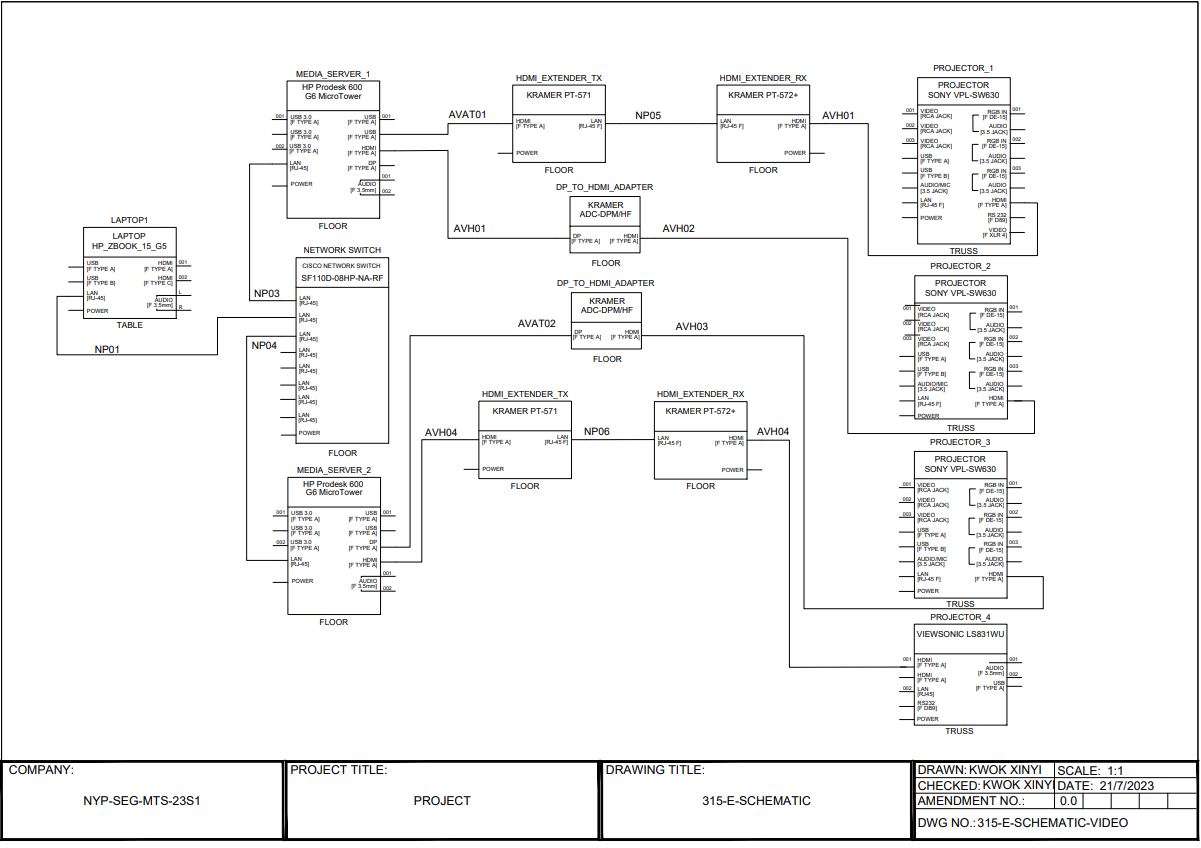 MEDIA_SERVER_1
HP Prodesk 600
G6 MicroTower
001
USB 3.0
[F TYPE A]
USB 3.0
[F TYPE A]
002
USB 3.0
[F TYPE A]
LAN
[RJ-45]
POWER
USB
[F TYPE A]
001
USB
[F TYPE A]
HDMI
[F TYPE A]
DP
[F TYPE A]
001
AUDIO
[F 3.5mm]
002
FLOOR
AVAT01
HDMI_EXTENDER_TX
KRAMER PT-571
HDMI
[F TYPE A]
LAN
[RJ-45 F]
POWER
FLOOR
NP05
HDMI_EXTENDER_RX
KRAMER PT-572+
LAN
[RJ-45 F]
HDMI
[F TYPE A]
POWER
FLOOR
AVH01
PROJECTOR_1
PROJECTOR
SONY VPL-SW630
001
VIDEO
[RCA JACK]
002
VIDEO
[RCA JACK]
003
VIDEO
[RCA JACK]
USB
[F TYPE A]
USB
[F TYPE B]
AUDIO/MIC
[3.5 JACK]
LAN
[RJ-45 F]
POWER
RGB IN
[F DE-15]
001
AUDIO
[3.5 JACK]
RGB IN
[F DE-15]
002
AUDIO
[3.5 JACK]
RGB IN
[F DE-15]
003
AUDIO
[3.5 JACK]
HDMI
[F TYPE A]
RS 232
[F D89]
VIDEO
[F XLR 4]
TRUSS
AVH01
DP_TO_HDMI_ADAPTER
KRAMER
ADC-DPM/HF
DP
[F TYPE A]
HDMI
[F TYPE A]
FLOOR
AVH02
LAPTOP1
LAPTOP
HP_ZBOOK_15_G5
USB
[F TYPE A]
USB
[F TYPE B]
LAN
[RJ-45]
POWER
HDMI
[F TYPE A]
001
HDMI
[F TYPE C]
002
L
AUDIO
[F 3.5mm]
R
TABLE
NP01
NP03
NP04
NETWORK SWITCH
CISCO NETWORK SWITCH
SF110D-08HP-NA-RF
LAN
[RJ-45]
LAN
[RJ-45]
LAN
[RJ-45]
LAN
[RJ-45]
LAN
[RJ-45]
LAN
[RJ-45]
LAN
[RJ-45]
LAN
[RJ-45]
POWER
FLOOR
AVAT02
DP_TO_HDMI_ADAPTER
KRAMER
ADC-DPM/HF
DP
[F TYPE A]
HDMI
[F TYPE A]
FLOOR
AVH03
PROJECTOR_2
PROJECTOR
SONY VPL-SW630
001
VIDEO
[RCA JACK]
002
VIDEO
[RCA JACK]
003
VIDEO
[RCA JACK]
USB
[F TYPE A]
USB
[F TYPE B]
AUDIO/MIC
[3.5 JACK]
LAN
[RJ-45 F]
POWER
RGB IN
[F DE-15]
001
AUDIO
[3.5 JACK]
RGB IN
[F DE-15]
002
AUDIO
[3.5 JACK]
RGB IN
[F DE-15]
003
AUDIO
[3.5 JACK]
HDMI
[F TYPE A]
TRUSS
AVH04
HDMI_EXTENDER_TX
KRAMER PT-571
HDMI
[F TYPE A]
LAN
[RJ-45 F]
POWER
FLOOR
NP06
HDMI_EXTENDER_RX
KRAMER PT-572+
LAN
[RJ-45 F]
HDMI
[F TYPE A]
POWER
FLOOR
AVH04
MEDIA_SERVER_2
HP Prodesk 600
G6 MicroTower
001
USB 3.0
[F TYPE A]
USB 3.0
[F TYPE A]
002
USB 3.0
[F TYPE A]
LAN
[RJ-45]
POWER
USB
[F TYPE A]
001
USB
[F TYPE A]
DP
[F TYPE A]
HDMI
[F TYPE A]
001
AUDIO
[F 3.5mm]
002
FLOOR
PROJECTOR_3
PROJECTOR
SONY VPL-SW630
001
VIDEO
[RCA JACK]
002
VIDEO
[RCA JACK]
003
VIDEO
[RCA JACK]
USB
[F TYPE A]
USB
[F TYPE B]
AUDIO/MIC
[3.5 JACK]
LAN
[RJ-45 F]
POWER
RGB IN
[F DE-15]
001
AUDIO
[3.5 JACK]
RGB IN
[F DE-15]
002
AUDIO
[3.5 JACK]
RGB IN
[F DE-15]
003
AUDIO
[3.5 JACK]
HDMI
[F TYPE A]
TRUSS
PROJECTOR_4
VIEWSONIC LS831WU
001
HDMI
[F TYPE A]
HDMI
[F TYPE A]
002
LAN
[RJ45]
RS232
[F DB9]
POWER
001
AUDIO
[F 3.5mm]
002
USB
[F TYPE A]
TRUSS
COMPANY:
NYP-SEG-MTS-23S1
PROJECT TITLE:
PROJECT
DRAWING TITLE:
315-E-SCHEMATIC
DRAWN: KWOK XINYI
SCALE: 1:1
CHECKED: KWOK XINYI
DATE: 21/7/2023
AMENDMENT NO.:
0.0
DWG NO.: 315-E-SCHEMATIC-VIDEO